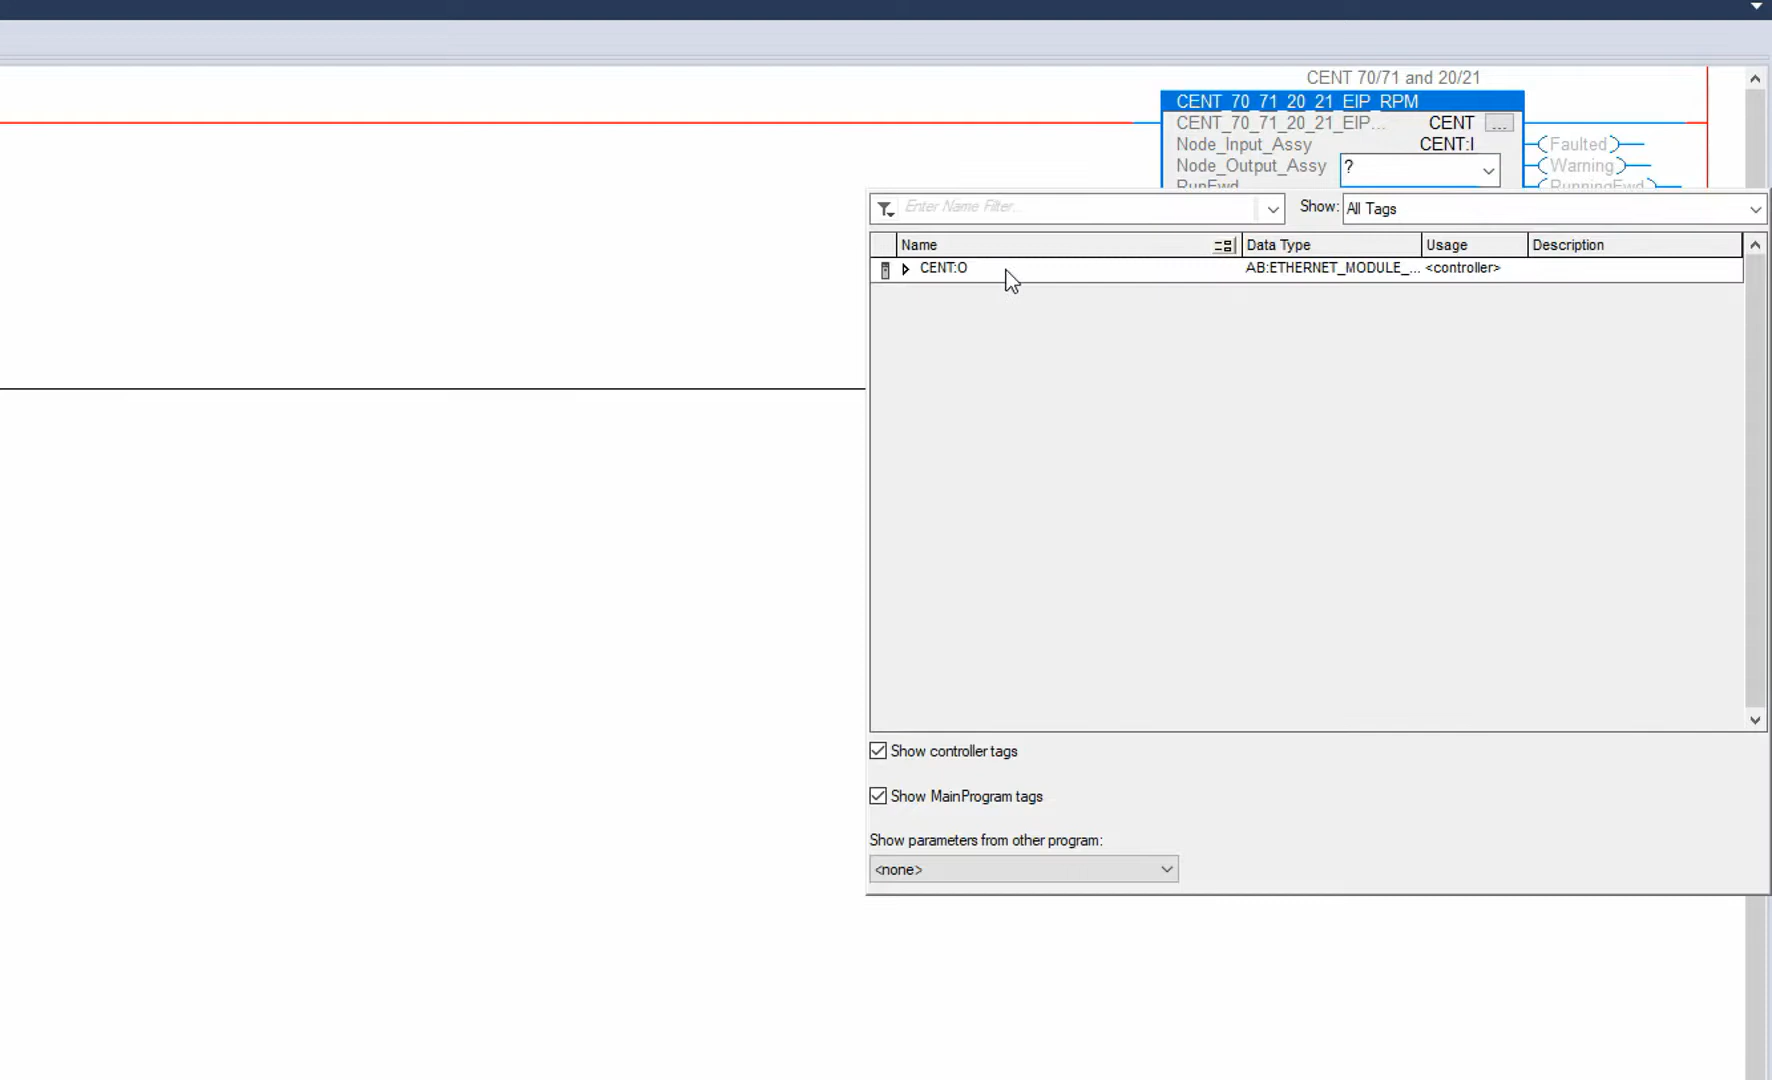 CENT 70/71 and 20/21
CENT_70_71_20_21_EIP_RPM
CENT_70_71_20_21_EIP... CENT ...
Node_Input_Assy CENT:I Faulted
Node_Output_Assy ? Warning
RunFwd RunningFwd
Enter Name Filter... Show: All Tags
Name Data Type Usage Description
CENT:O AB:ETHERNET_MODULE_... <controller>
Show controller tags
Show MainProgram tags
Show parameters from other program:
<none>